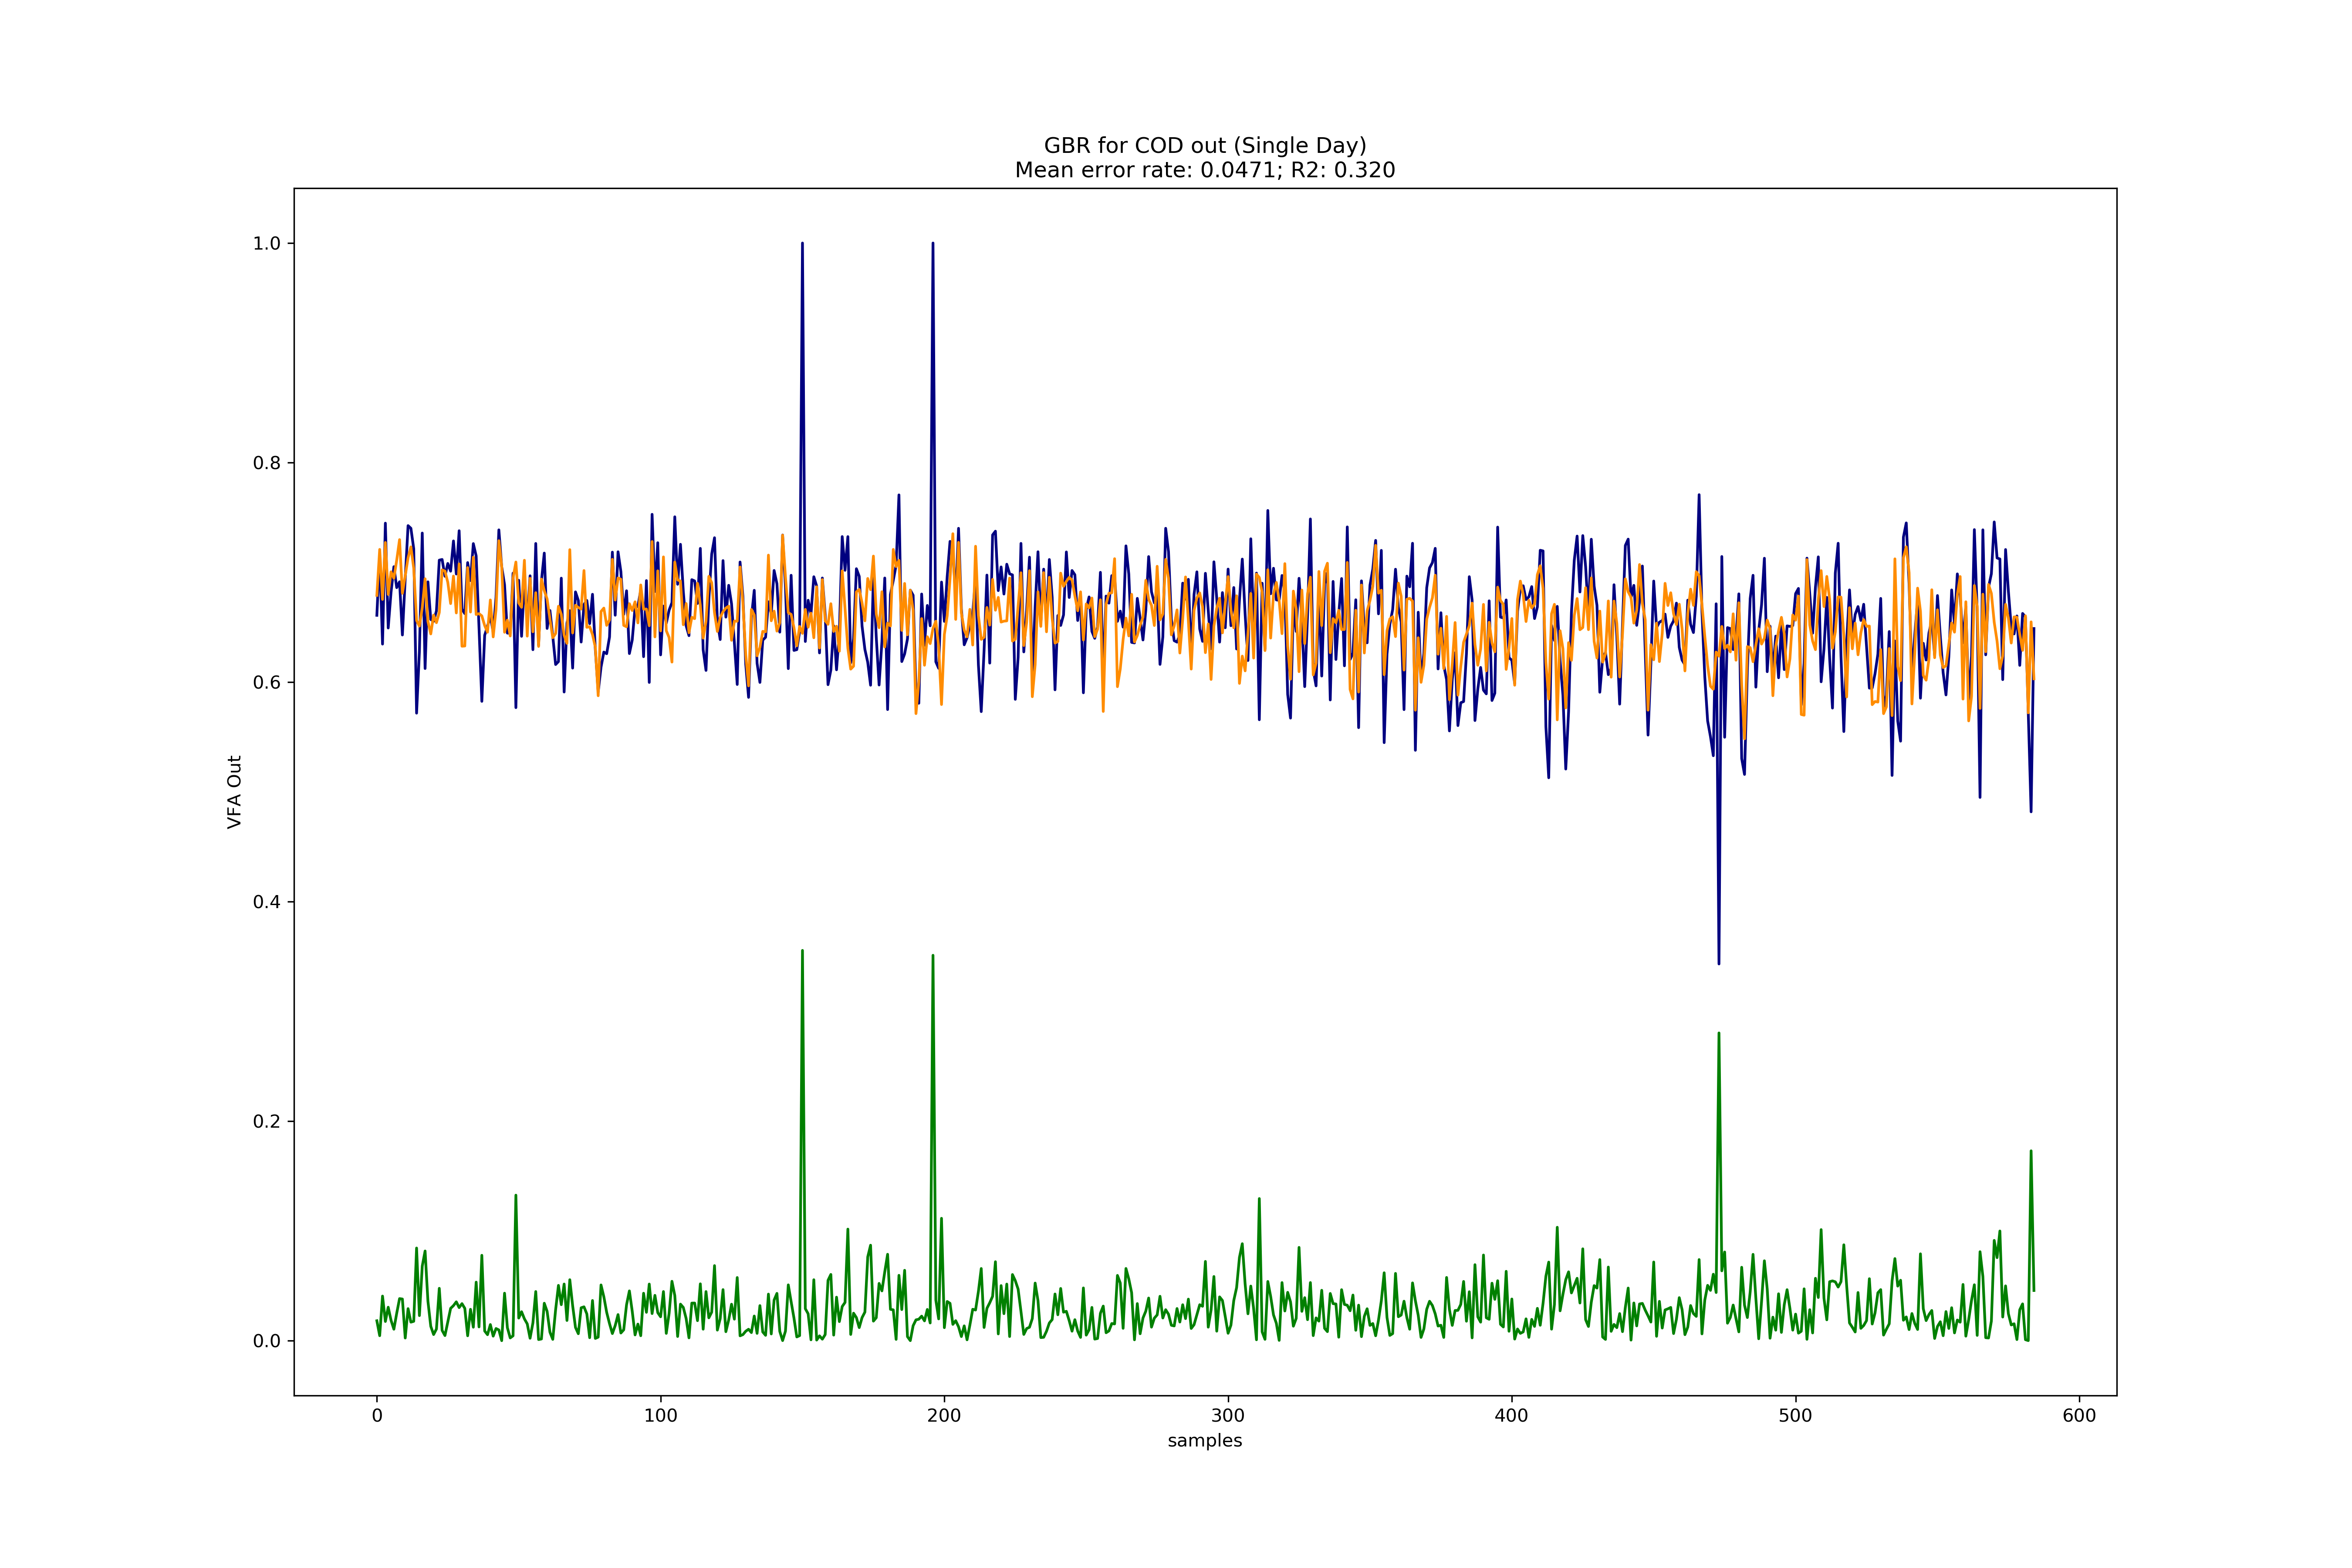 GBR for COD out (Single Day)
Mean error rate: 0.0471; R2: 0.320
1.0
0.8
0.6
0.4
0.2
0.0
VFA Out
0 100 200 300 400 500 600
samples